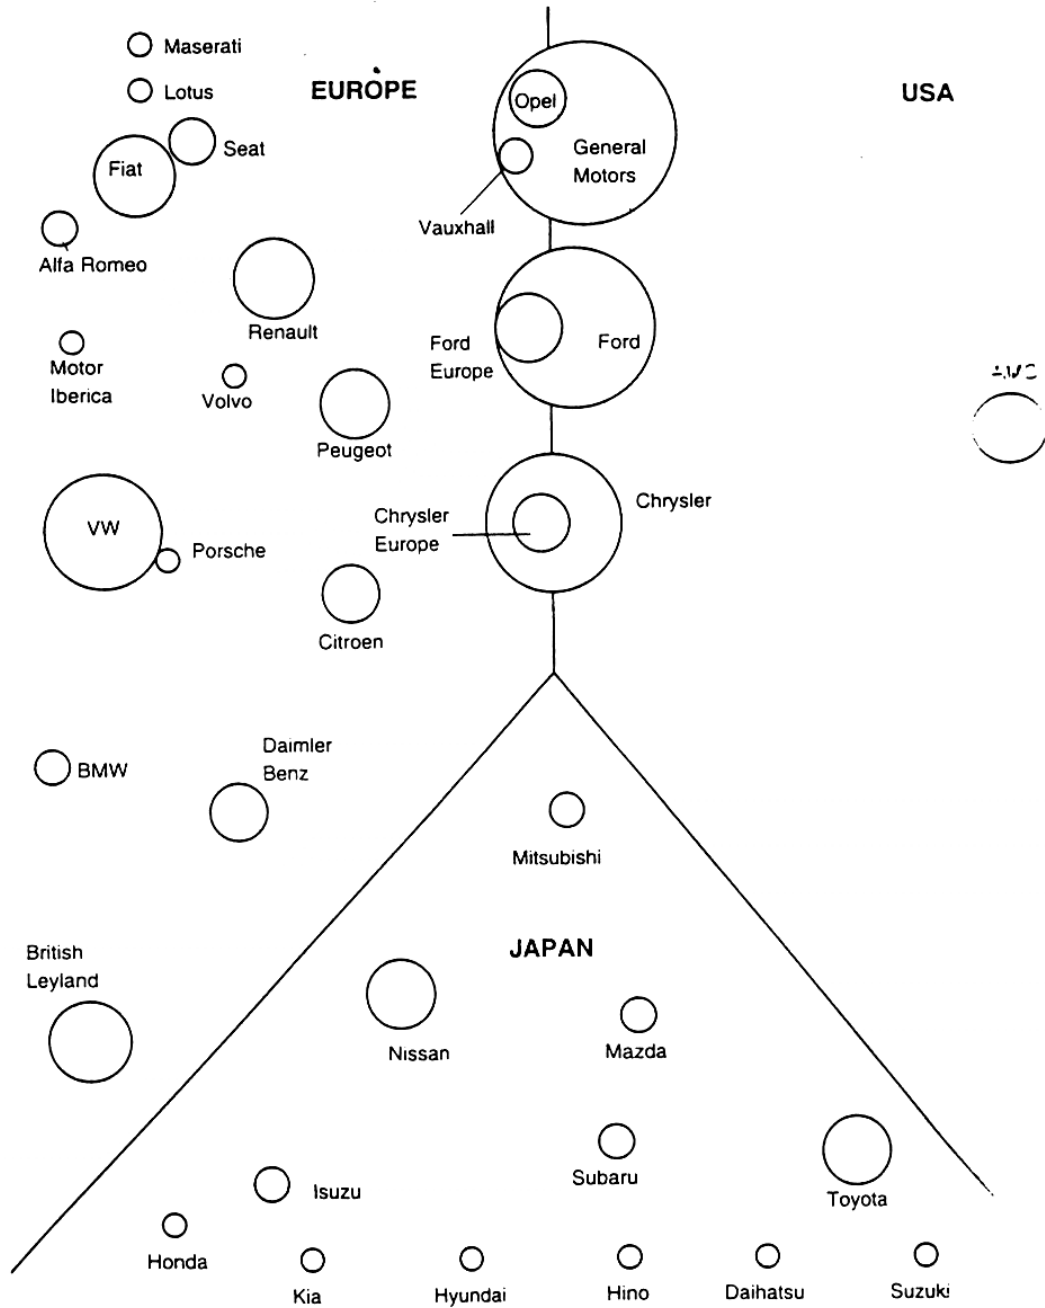 Maserati
EUROPE
USA
Lotus
Opel
Seat
Fiat
General
Motors
Vauxhall
Alfa Romeo
Renault
Ford
Europe
Ford
Motor
Iberica
Volvo
Peugeot
Chrysler
Chrysler
Europe
VW
Porsche
Citroen
Daimler
Benz
BMW
Mitsubishi
JAPAN
British
Leyland
Nissan
Mazda
Subaru
Isuzu
Toyota
Honda
Kia
Hyundai
Hino
Daihatsu
Suzuki